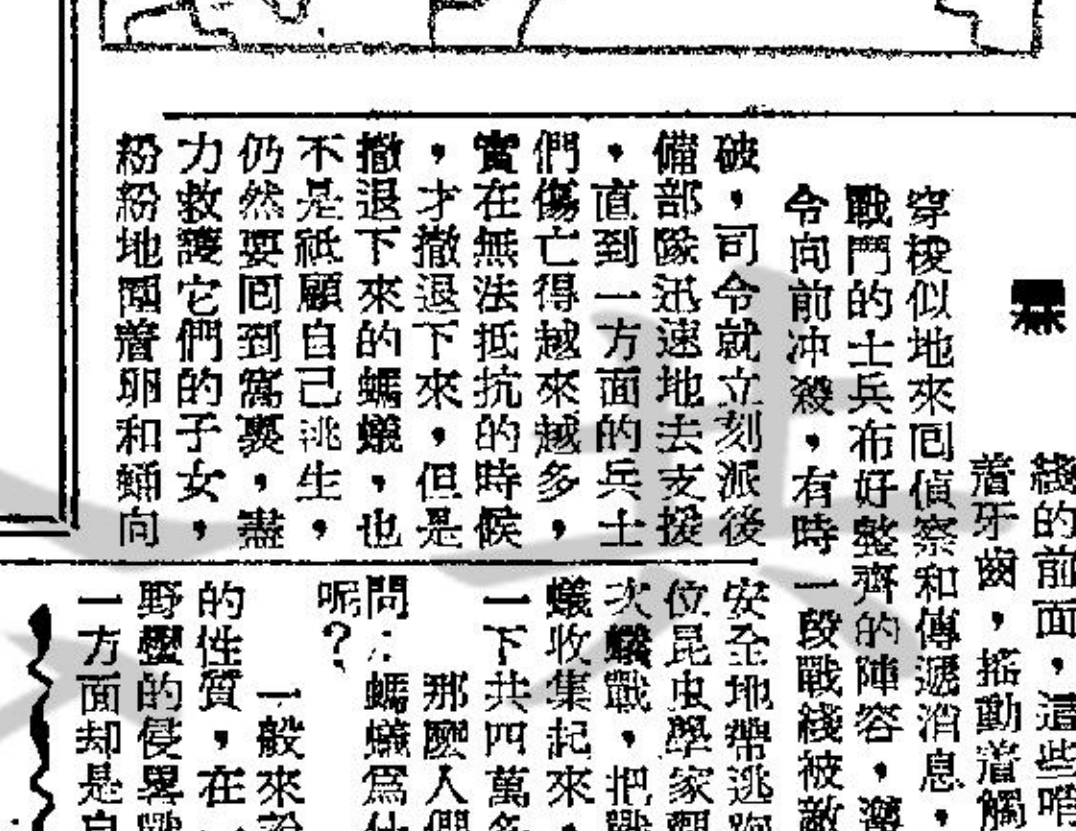 綫的前面，這些唯
着牙齒，搖動着觸
穿梭似地來囘偵察和傳遞消息，
戰鬥的士兵布好整齊的陣容，
令向前冲殺，有時一段戰綫被敵
破，司令就立刻派後
備部隊迅速地去支援
，直到一方面的兵士
們傷亡得越來越多，
實在無法抵抗的時候
，才撤退下來，但是
撤退下來的螞蟻，也
不是祇顧自己逃生，
仍然要囘到窩裏，盡
力救護它們的子女，
紛紛地啣着卵和蛹向
安全地帶逃跑
位昆虫學家觀
次蟻戰，把戰
蟻收集起來，
一下共四萬多
那麼人們
問：螞蟻爲什
呢？
一般來說
的性質，在一
野蠻的侵畧戰
一方面却是自